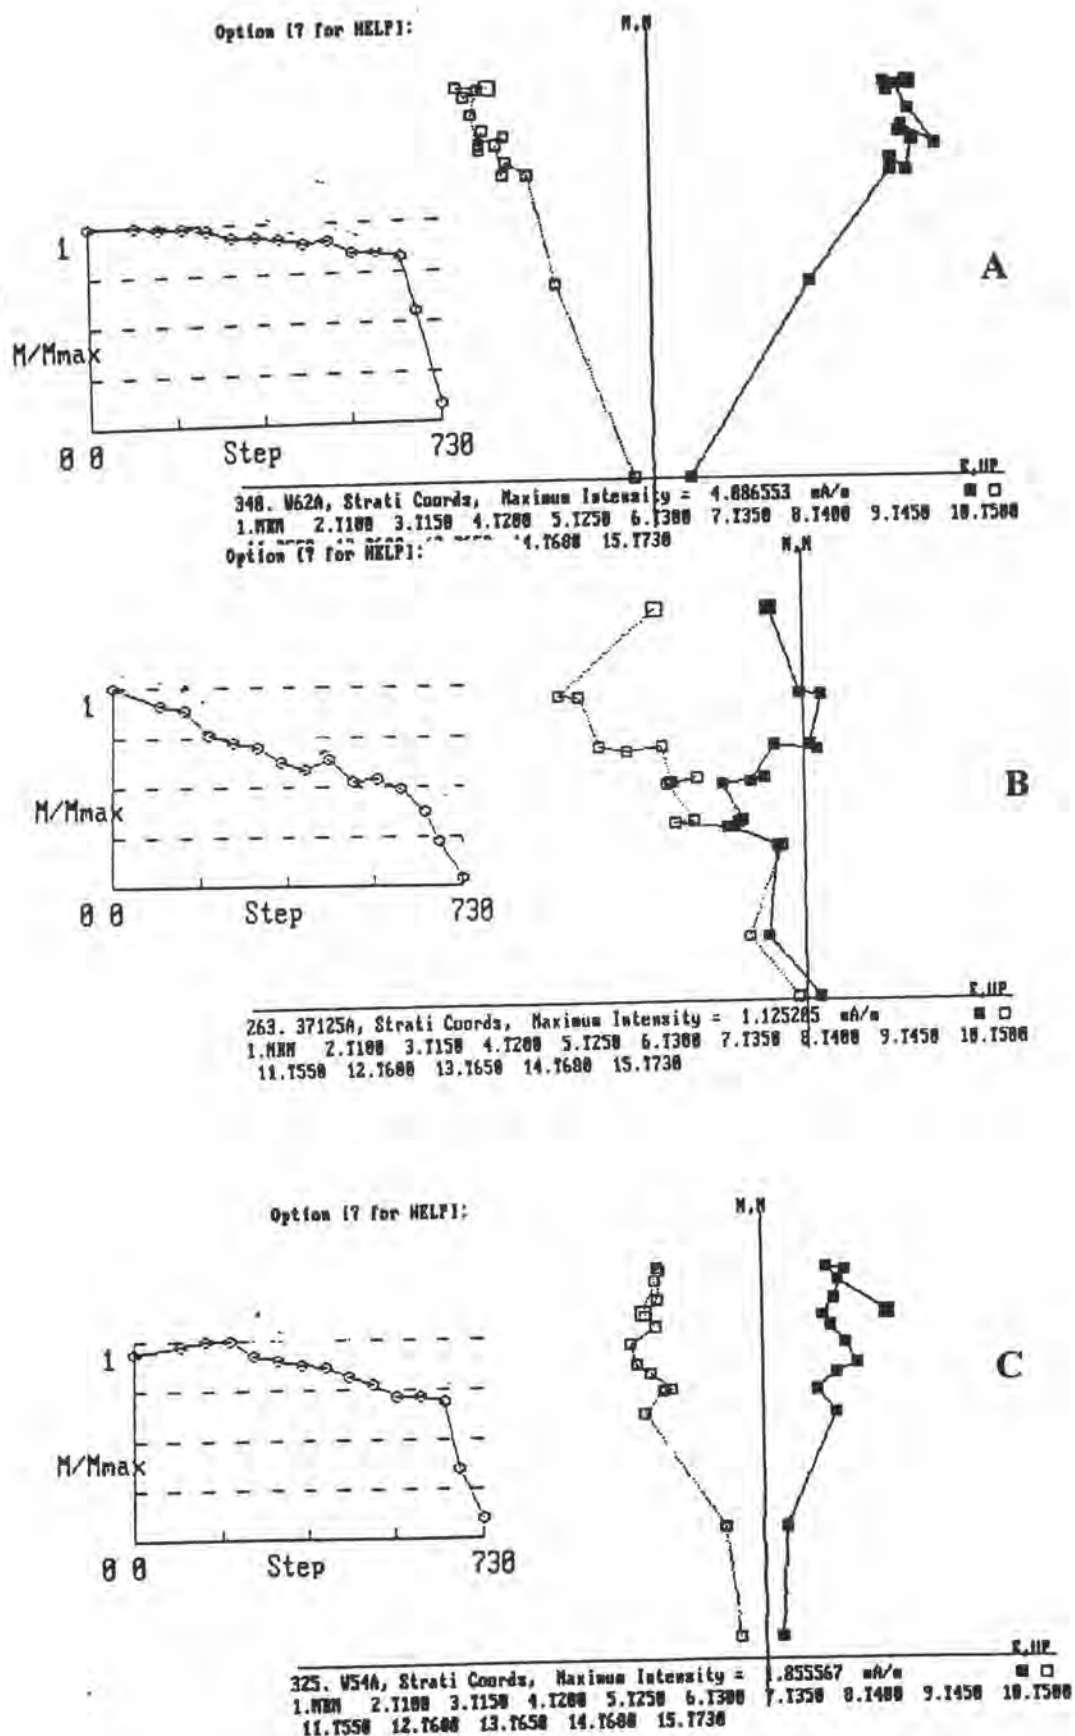 Option [? for HELP]:
N,N
1
A
M/Mmax
0 0
Step
730
E,UP
348. W62A, Strati Coords, Maximum Intensity = 4.086553 mA/m
1.NRM 2.T100 3.T150 4.T200 5.T250 6.T300 7.T350 8.T400 9.T450 10.T500
14.T680 15.T730
Option [? for HELP]:
N,N
1
B
M/Mmax
0 0
Step
730
E,UP
263. 37125A, Strati Coords, Maximum Intensity = 1.125205 mA/m
1.NRM 2.T100 3.T150 4.T200 5.T250 6.T300 7.T350 8.T400 9.T450 10.T500
11.T550 12.T600 13.T650 14.T680 15.T730
Option [? for HELP]:
N,N
1
C
M/Mmax
0 0
Step
730
E,UP
325. W54A, Strati Coords, Maximum Intensity = .855567 mA/m
1.NRM 2.T100 3.T150 4.T200 5.T250 6.T300 7.T350 8.T400 9.T450 10.T500
11.T550 12.T600 13.T650 14.T680 15.T730